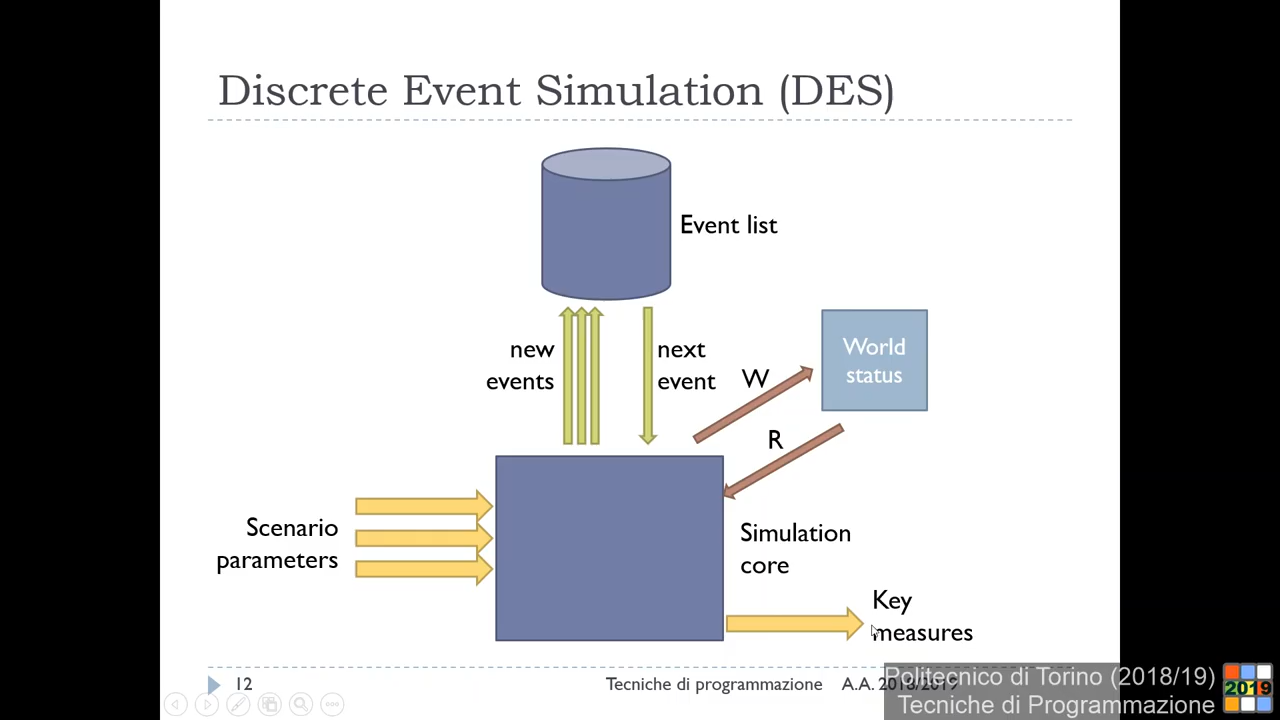 Discrete Event Simulation (DES)
Event list
new
events
next
event
W
World
status
R
Scenario
parameters
Simulation
core
Key
measures
12
Tecniche di programmazione A.A. 2018/2019
Politecnico di Torino (2018/19)
Tecniche di Programmazione
2019